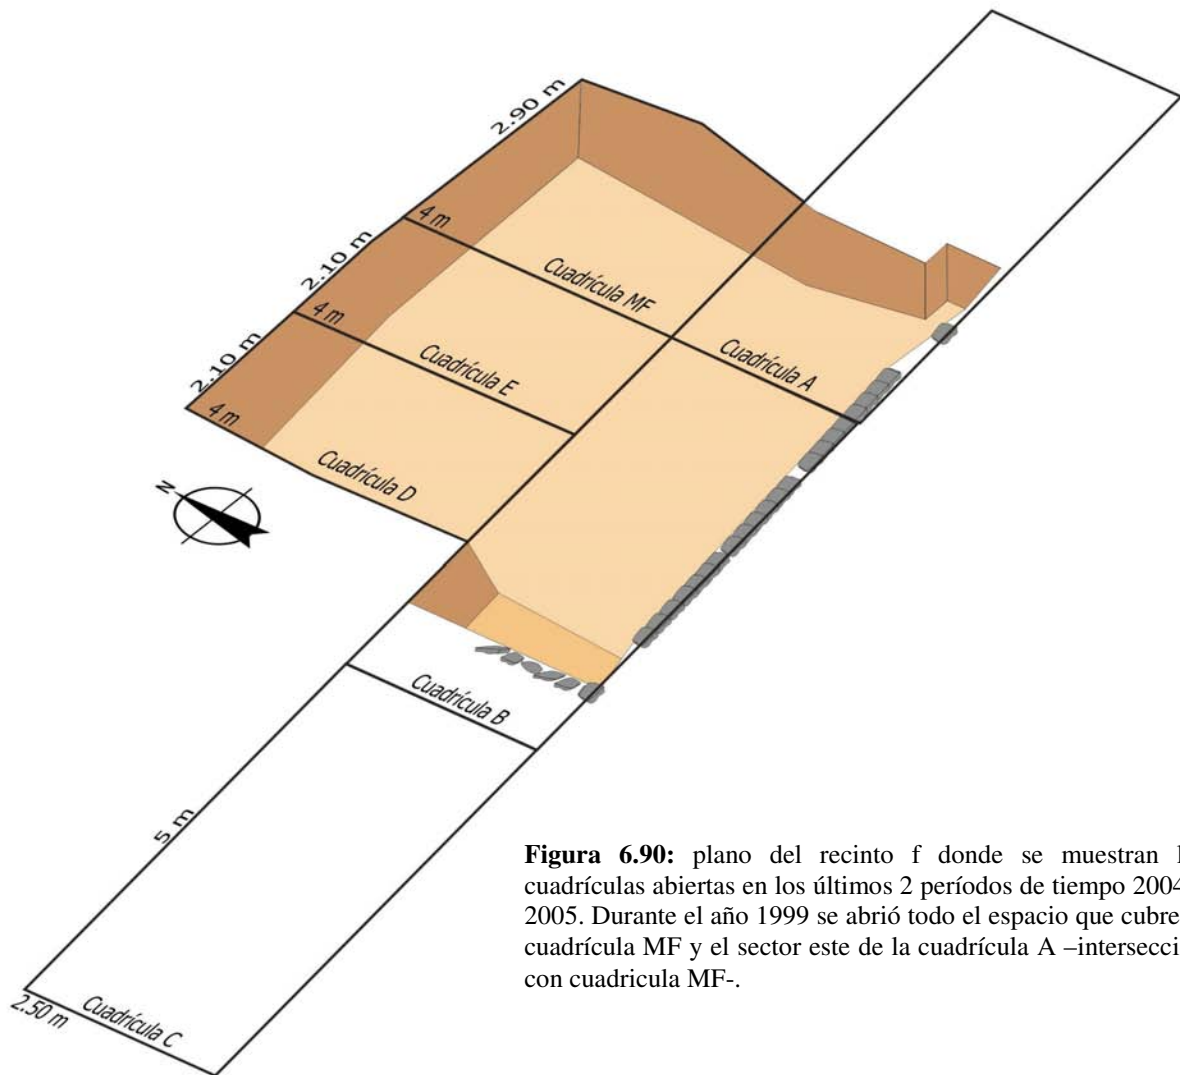 2.90 m
4 m
2.10 m
Cuadrícula MF
4 m
Cuadrícula A
2.10 m
Cuadrícula E
4 m
Cuadrícula D
N
Cuadrícula B
5 m
2.50 m
Cuadrícula C
Figura 6.90: plano del recinto f donde se muestran l
cuadrículas abiertas en los últimos 2 períodos de tiempo 2004
2005. Durante el año 1999 se abrió todo el espacio que cubre
cuadrícula MF y el sector este de la cuadrícula A –intersecci
con cuadricula MF-.